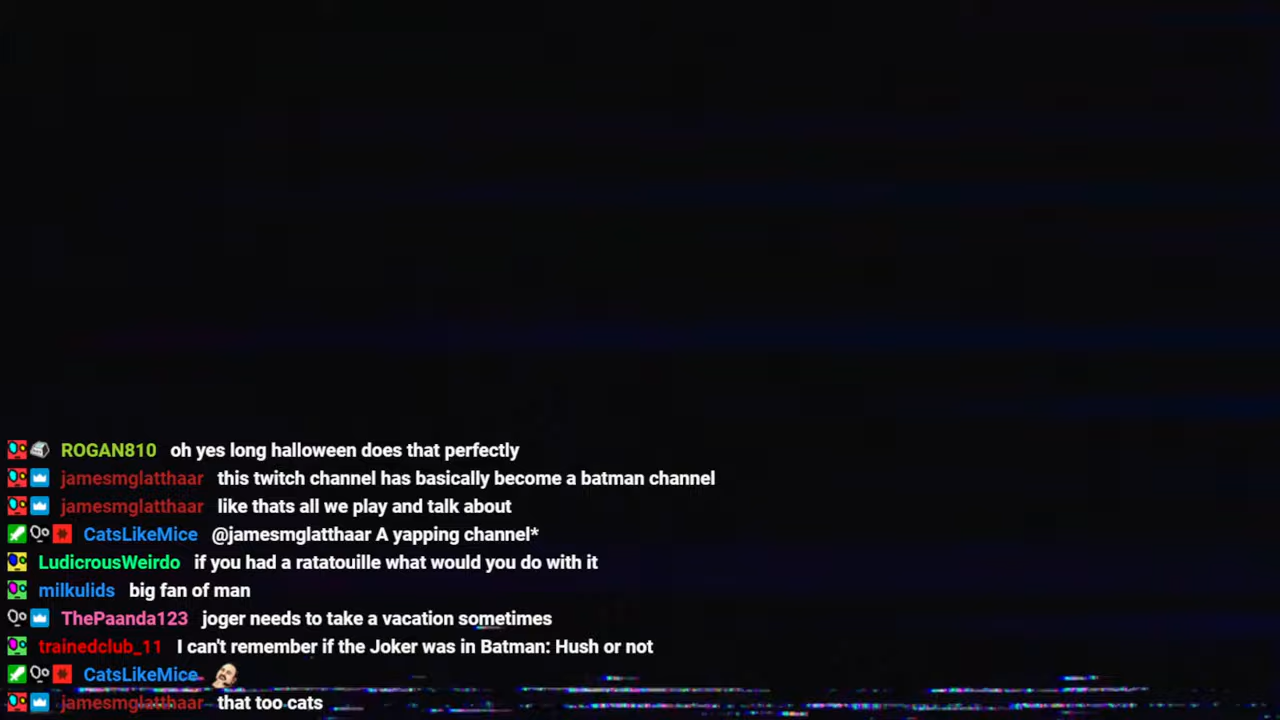 ROGAN810 oh yes long halloween does that perfectly
jamesmglatthaar this twitch channel has basically become a batman channel
jamesmglatthaar like thats all we play and talk about
CatsLikeMice @jamesmglatthaar A yapping channel*
LudicrousWeirdo if you had a ratatouille what would you do with it
milkulids big fan of man
ThePaanda123 joger needs to take a vacation sometimes
trainedclub_11 I can't remember if the Joker was in Batman: Hush or not
CatsLikeMice
jamesmglatthaar that too cats